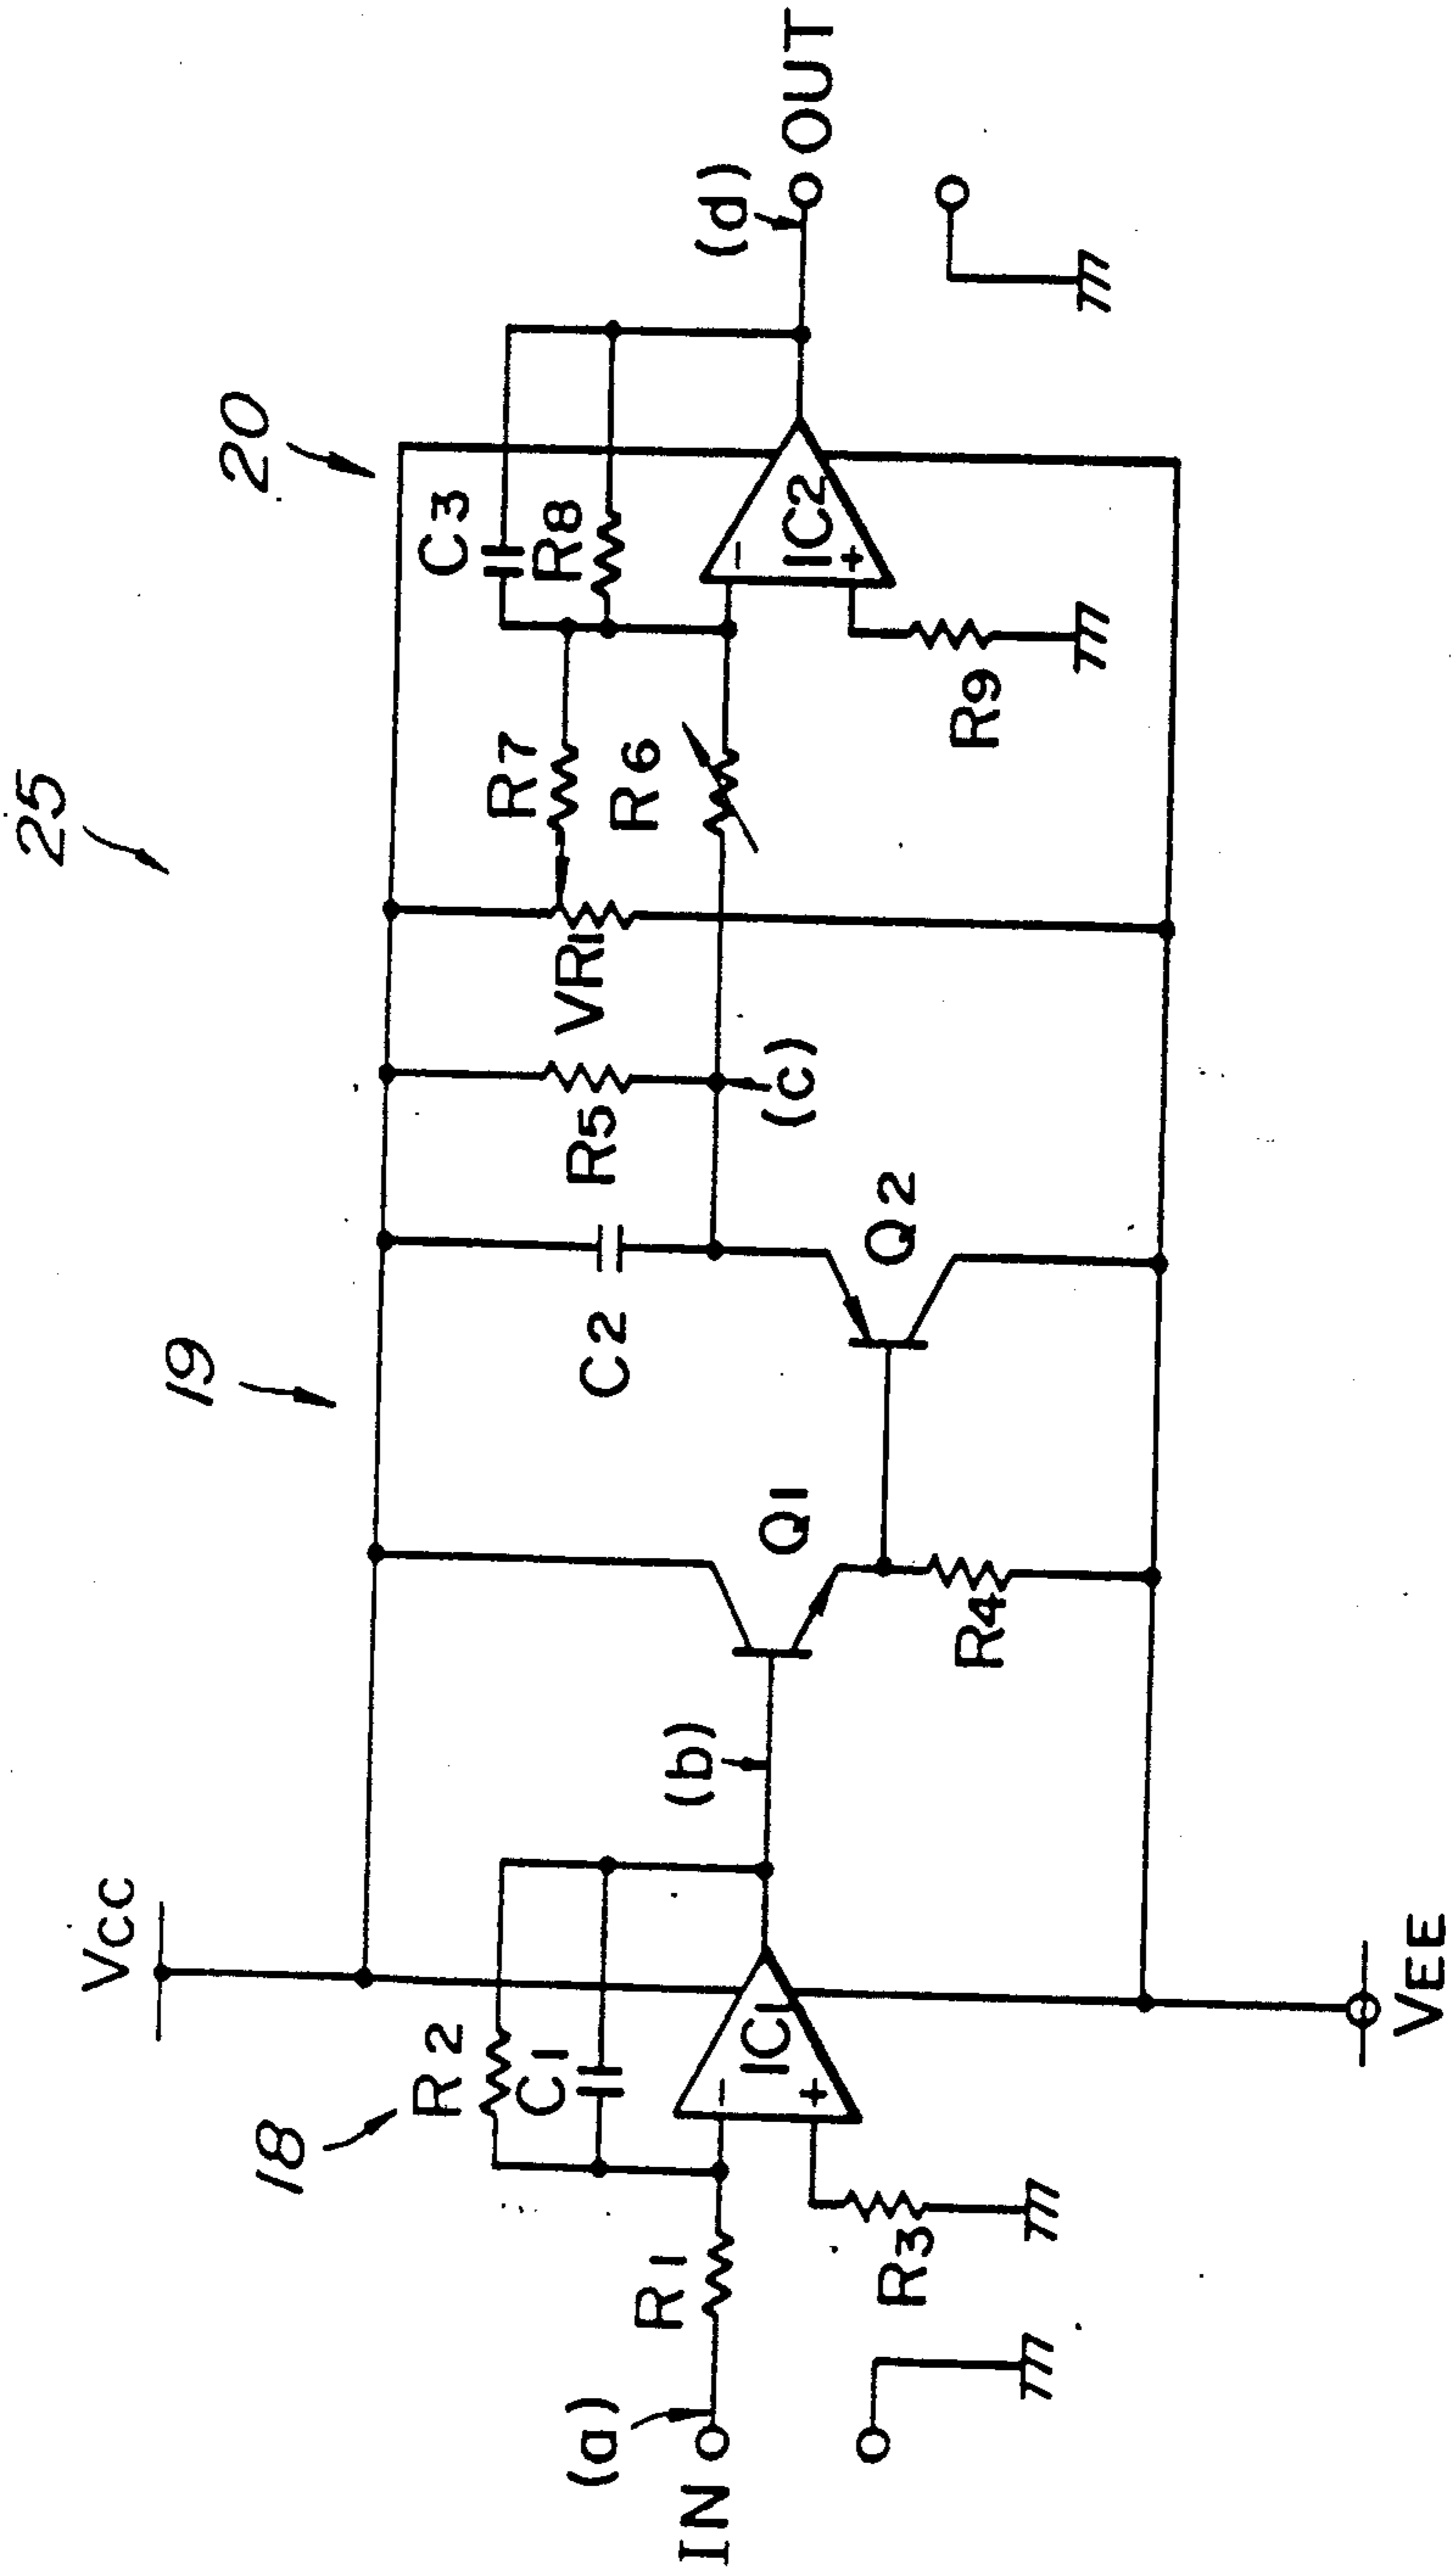 25
18
19
20
VCC
R2
C1
IC1
R1
(a)
IN
R3
VEE
(b)
Q1
R4
C2
Q2
R5
(c)
VR1
R7
R6
C3
R8
IC2
R9
(d)
OUT